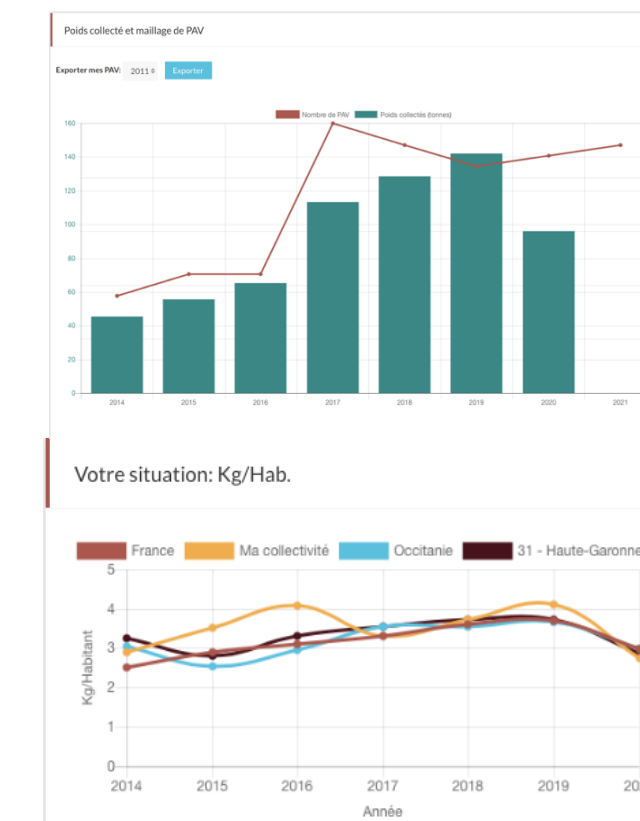 Poids collecté et maillage de PAV
Exporter mes PAV: 2011 Exporter
Nombre de PAV Poids collectés (tonnes)
160
140
120
100
80
60
40
20
0
2014 2015 2016 2017 2018 2019 2020 2021
Votre situation: Kg/Hab.
France Ma collectivité Occitanie 31 - Haute-Garonne
5
4
3
2
1
0
Kg/Habitant
2014 2015 2016 2017 2018 2019 20
Année